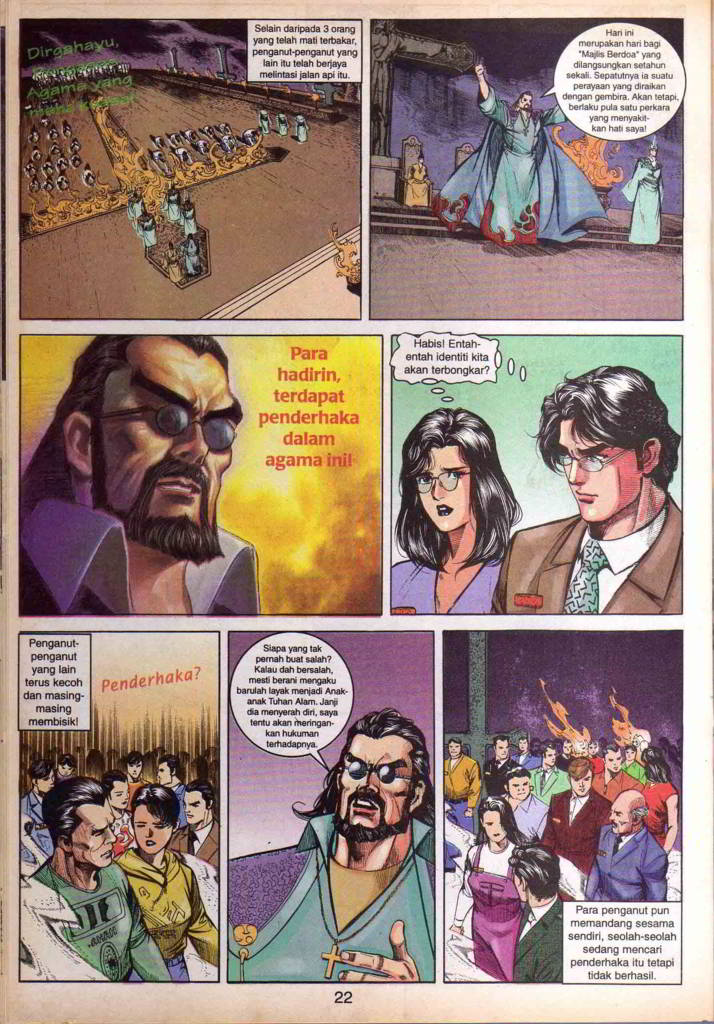 Dirgahayu,
Agama yang
Selain daripada 3 orang
yang telah mati terbakar,
penganut-penganut yang
lain itu telah berjaya
melintasi jalan api itu.
Hari ini
merupakan hari bagi
"Majlis Berdoa" yang
dilangsungkan setahun
sekali. Sepatutnya ia suatu
perayaan yang diraikan
dengan gembira. Akan tetapi,
berlaku pula satu perkara
yang menyakit-
kan hati saya!
Para
hadirin,
terdapat
penderhaka
dalam
agama ini!
Habis! Entah-
entah identiti kita
akan terbongkar?
Penganut-
penganut
yang lain
terus kecoh
dan masing-
masing
membisik!
Penderhaka?
Siapa yang tak
pernah buat salah?
Kalau dah bersalah,
mesti berani mengaku
barulah layak menjadi Anak-
anak Tuhan Alam. Janji
dia menyerah diri, saya
tentu akan meringan-
kan hukuman
terhadapnya.
Para penganut pun
memandang sesama
sendiri, seolah-seolah
sedang mencari
penderhaka itu tetapi
tidak berhasil.
22